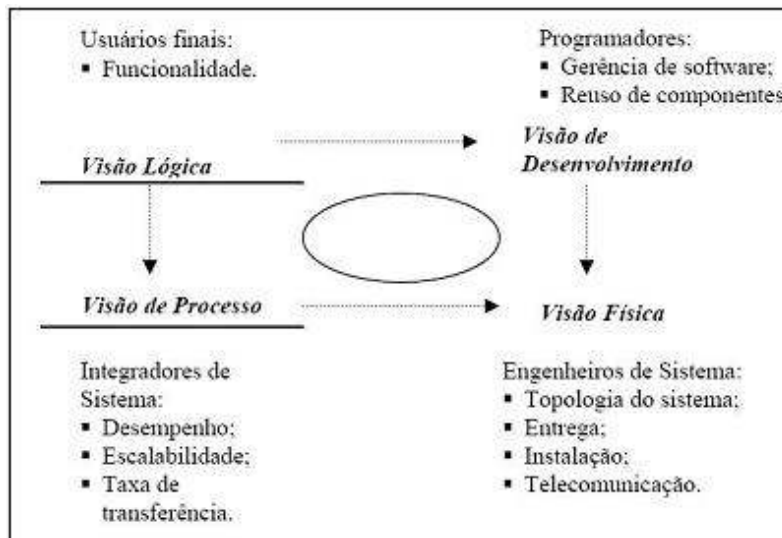 Usuários finais:
▪ Funcionalidade.
Programadores:
▪ Gerência de software;
▪ Reuso de componentes
Visão Lógica
Visão de
Desenvolvimento
Visão de Processo
Visão Física
Integradores de
Sistema:
▪ Desempenho;
▪ Escalabilidade;
▪ Taxa de
transferência.
Engenheiros de Sistema:
▪ Topologia do sistema;
▪ Entrega;
▪ Instalação;
▪ Telecomunicação.